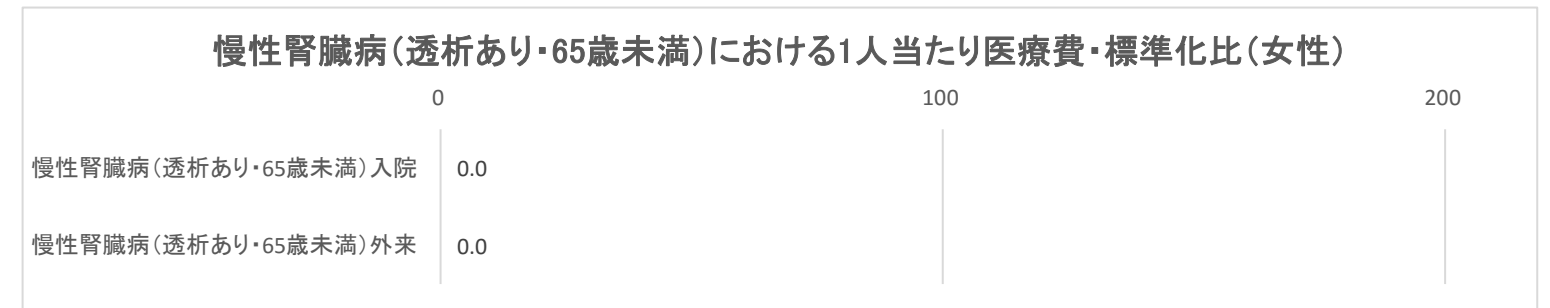 慢性腎臓病(透析あり・65歳未満)における1人当たり医療費・標準化比(女性)
0 100 200
慢性腎臓病(透析あり・65歳未満)入院 0.0
慢性腎臓病(透析あり・65歳未満)外来 0.0